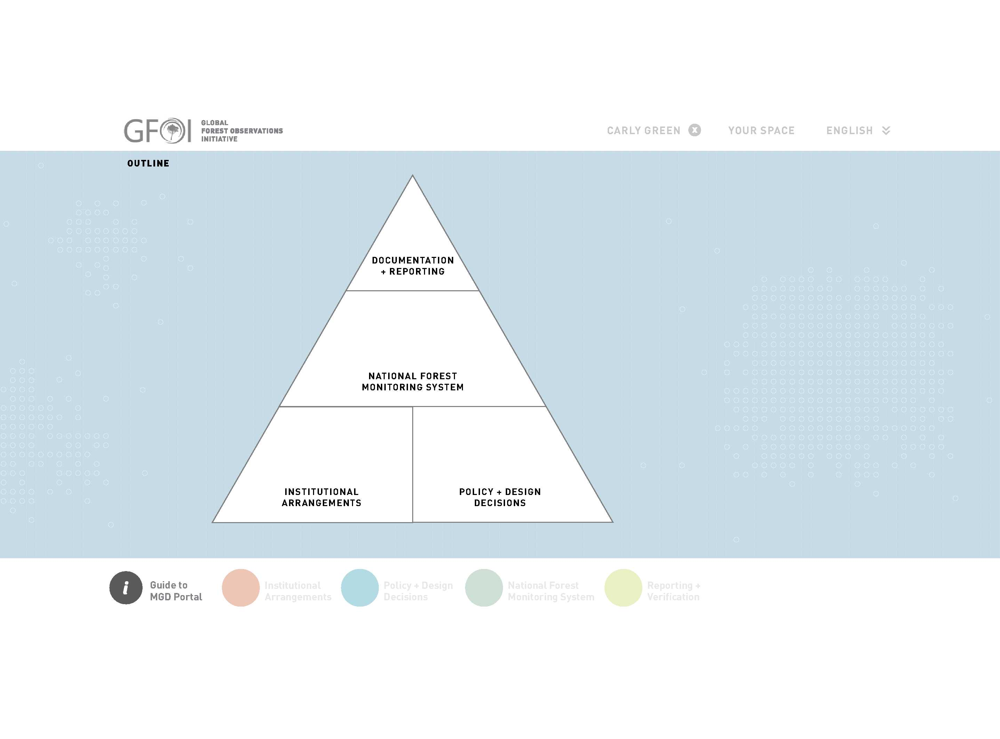 GFOI
GLOBAL
FOREST OBSERVATIONS
INITIATIVE
CARLY GREEN X
YOUR SPACE
ENGLISH
OUTLINE
DOCUMENTATION
+ REPORTING
NATIONAL FOREST
MONITORING SYSTEM
INSTITUTIONAL
ARRANGEMENTS
POLICY + DESIGN
DECISIONS
i
Guide to
MGD Portal
Institutional
Arrangements
Policy + Design
Decisions
National Forest
Monitoring System
Reporting +
Verification